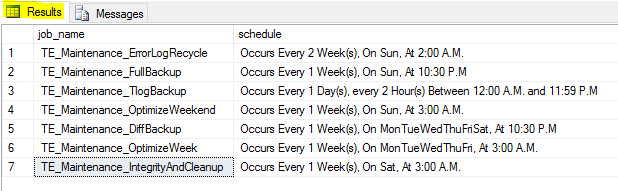 Results Messages
job_name schedule
1 TE_Maintenance_ErrorLogRecycle Occurs Every 2 Week(s), On Sun, At 2:00 A.M.
2 TE_Maintenance_FullBackup Occurs Every 1 Week(s), On Sun, At 10:30 P.M
3 TE_Maintenance_TlogBackup Occurs Every 1 Day(s), every 2 Hour(s) Between 12:00 A.M. and 11:59 P.M
4 TE_Maintenance_OptimizeWeekend Occurs Every 1 Week(s), On Sun, At 3:00 A.M.
5 TE_Maintenance_DiffBackup Occurs Every 1 Week(s), On MonTueWedThuFriSat, At 10:30 P.M
6 TE_Maintenance_OptimizeWeek Occurs Every 1 Week(s), On MonTueWedThuFri, At 3:00 A.M.
7 TE_Maintenance_IntegrityAndCleanup Occurs Every 1 Week(s), On Sat, At 3:00 A.M.